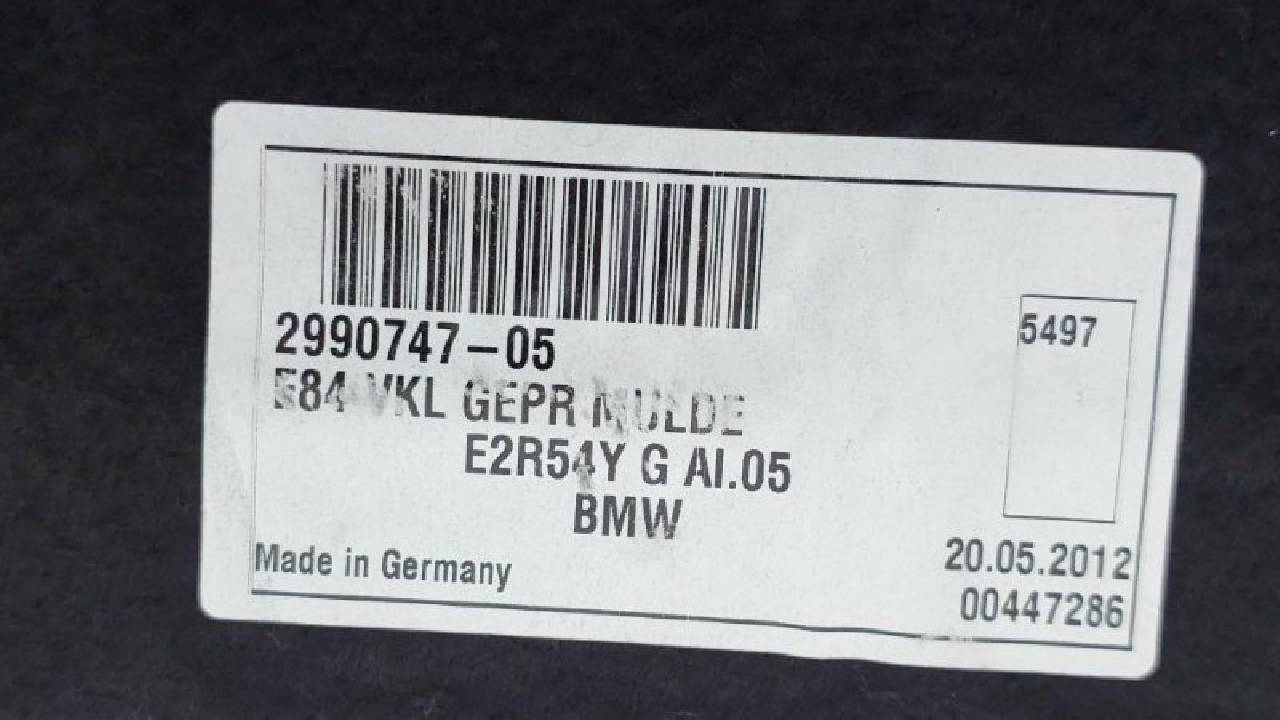 2990747-05
E84 VKL GEPR MULDE
E2R54Y G AI.05
BMW
Made in Germany
5497
20.05.2012
00447286